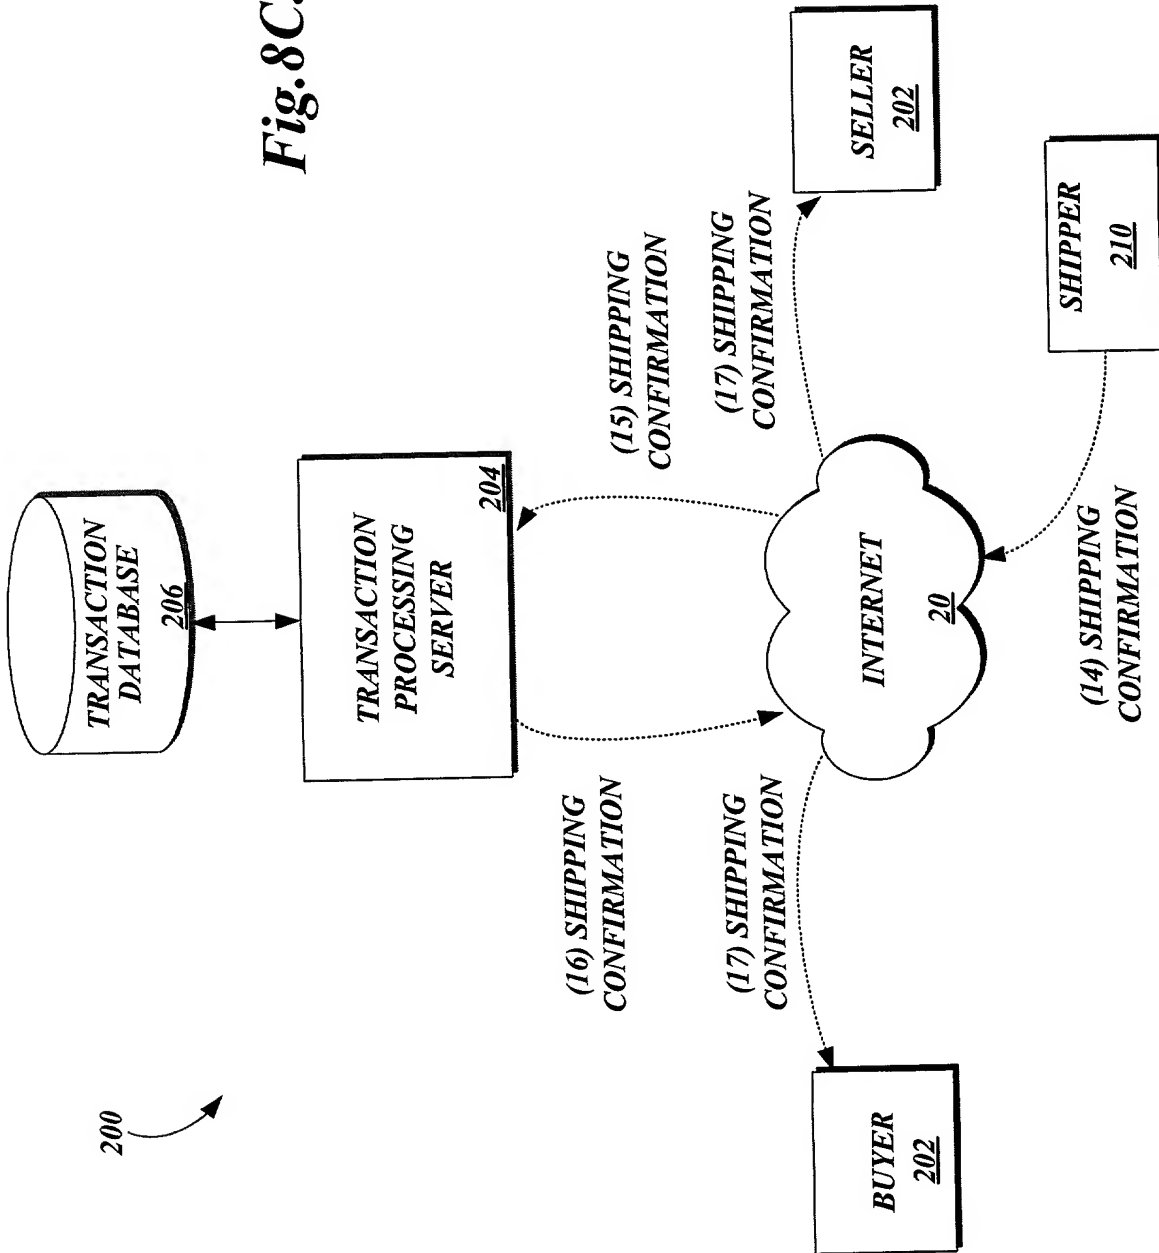 200
Fig.8C.
TRANSACTION
DATABASE
206
TRANSACTION
PROCESSING
SERVER
204
(16) SHIPPING
CONFIRMATION
(15) SHIPPING
CONFIRMATION
(17) SHIPPING
CONFIRMATION
(17) SHIPPING
CONFIRMATION
BUYER
202
INTERNET
20
SELLER
202
(14) SHIPPING
CONFIRMATION
SHIPPER
210